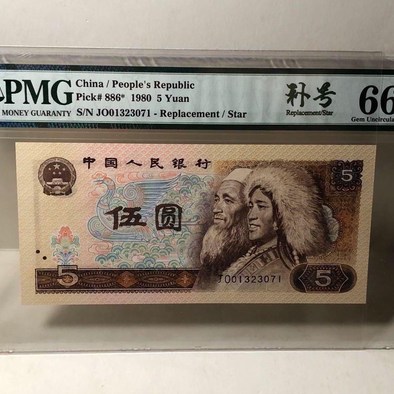 PMG
MONEY GUARANTY
China / People's Republic
Pick# 886* 1980 5 Yuan
S/N JO01323071 - Replacement / Star
补号
Replacement/Star
66
Gem Uncircula
中国人民银行
5
伍圆
5
JO01323071
5